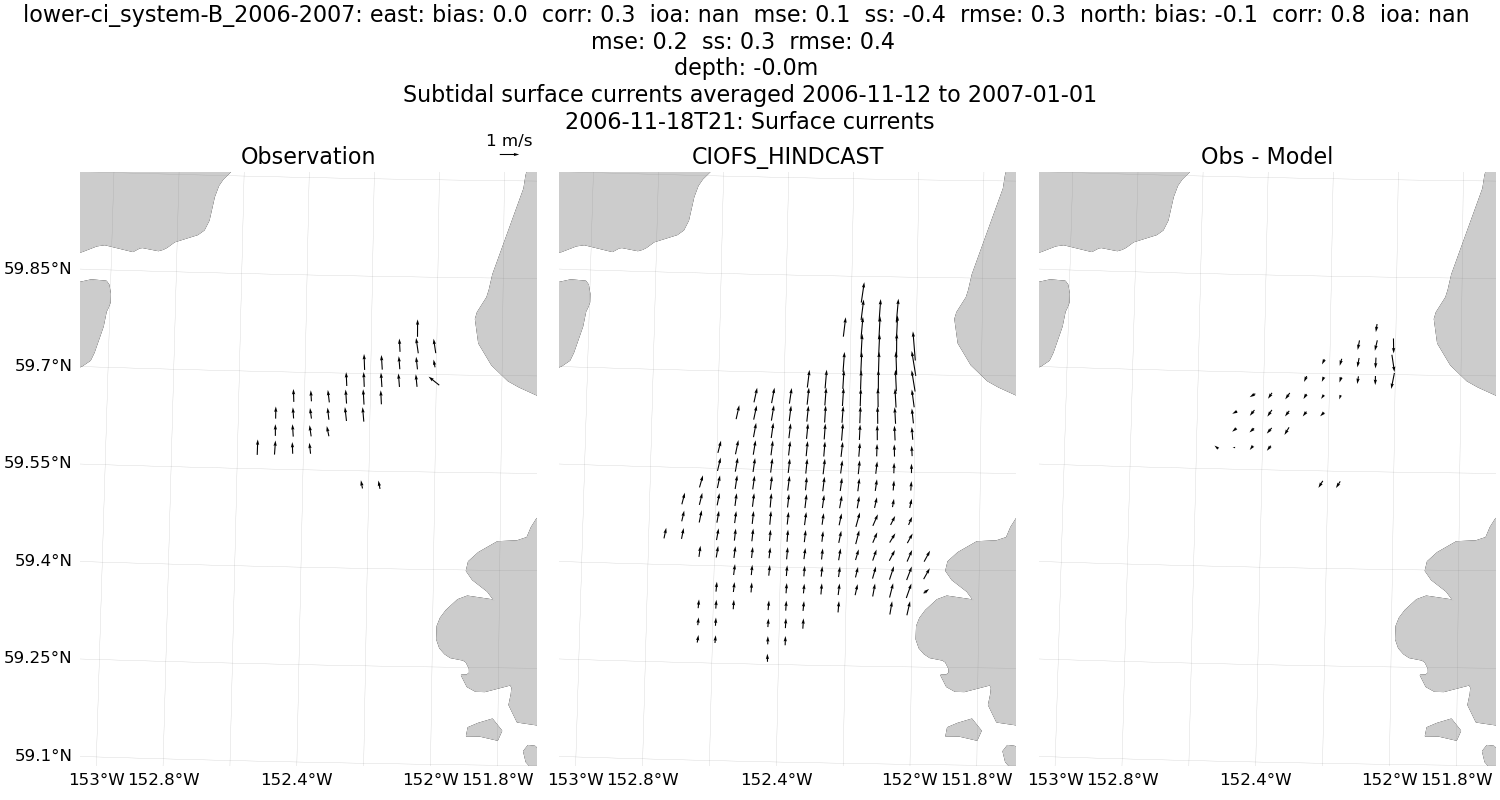 lower-ci_system-B_2006-2007: east: bias: 0.0  corr: 0.3  ioa: nan  mse: 0.1  ss: -0.4  rmse: 0.3  north: bias: -0.1  corr: 0.8  ioa: nan
mse: 0.2  ss: 0.3  rmse: 0.4
depth: -0.0m
Subtidal surface currents averaged 2006-11-12 to 2007-01-01
2006-11-18T21: Surface currents
1 m/s
Observation
CIOFS_HINDCAST
Obs - Model
59.85°N
59.7°N
59.55°N
59.4°N
59.25°N
59.1°N
153°W 152.8°W 152.4°W 152°W 151.8°W
153°W 152.8°W 152.4°W 152°W 151.8°W
153°W 152.8°W 152.4°W 152°W 151.8°W